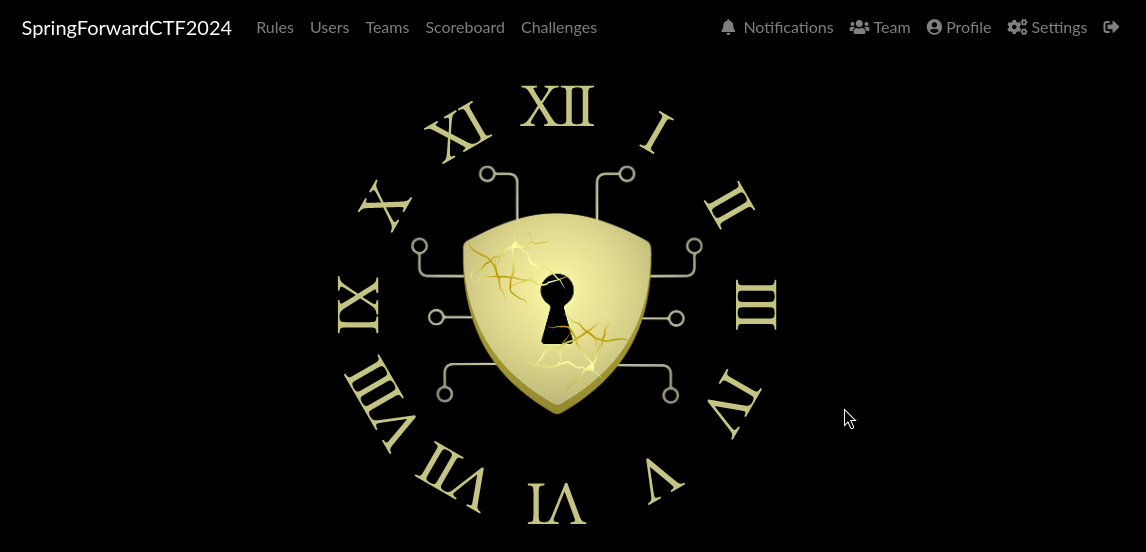 SpringForwardCTF2024 Rules Users Teams Scoreboard Challenges Notifications Team Profile Settings
XII
I
II
III
IV
V
VI
VII
VIII
IX
X
XI